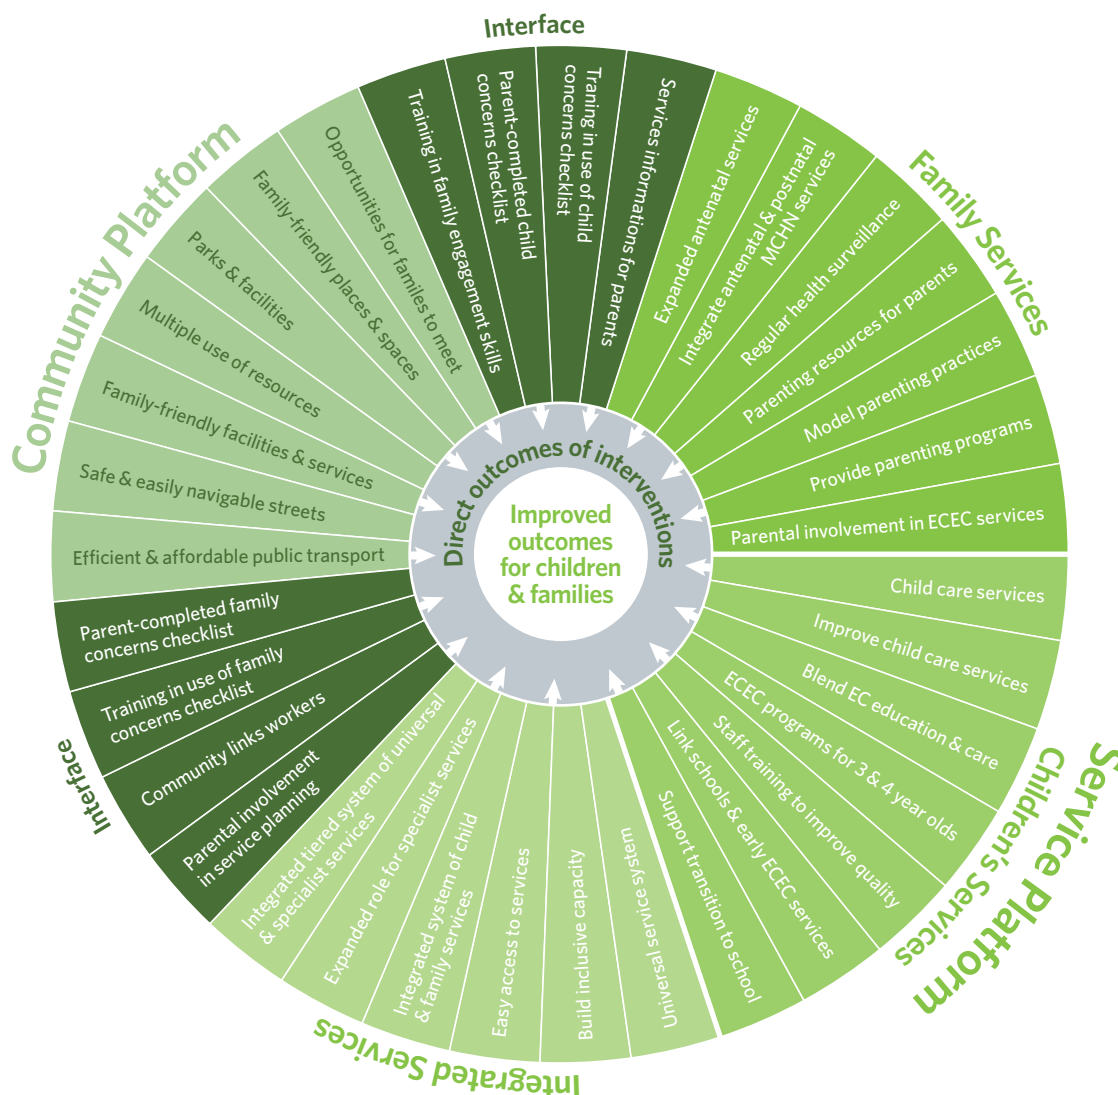 Interface
Training in family engagement skills
Parent-completed child
concerns checklist
Traning in use of child
concerns checklist
Services informations for parents
Family Services
Expanded antenatal services
Integrate antenatal & postnatal
MCHN services
Regular health surveillance
Parenting resources for parents
Model parenting practices
Provide parenting programs
Parental involvement in ECEC services
Service Platform
Children's Services
Child care services
Improve child care services
Blend EC education & care
ECEC programs for 3 & 4 year olds
Staff training to improve quality
Link schools & early ECEC services
Support transition to school
Integrated Services
Universal service system
Build inclusive capacity
Easy access to services
Integrated system of child
& family services
Expanded role for specialist services
Integrated tiered system of universal
& specialist services
Interface
Parental involvement
in service planning
Community links workers
Training in use of family
concerns checklist
Parent-completed family
concerns checklist
Community Platform
Efficient & affordable public transport
Safe & easily navigable streets
Family-friendly facilities & services
Multiple use of resources
Parks & facilities
Family-friendly places & spaces
Opportunities for familes to meet
Direct outcomes of interventions
Improved
outcomes
for children
& families